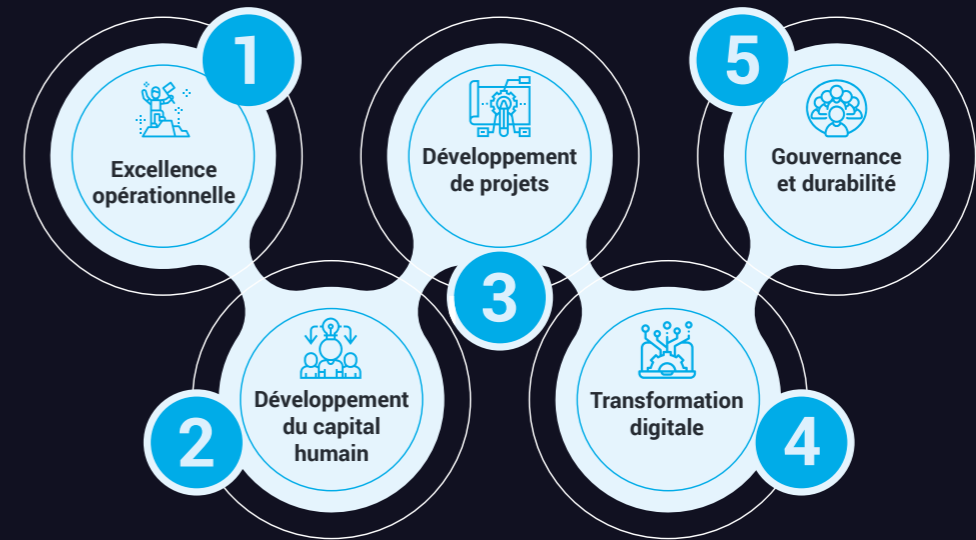 1
Excellence
opérationnelle
2
Développement
du capital
humain
3
Développement
de projets
4
Transformation
digitale
5
Gouvernance
et durabilité